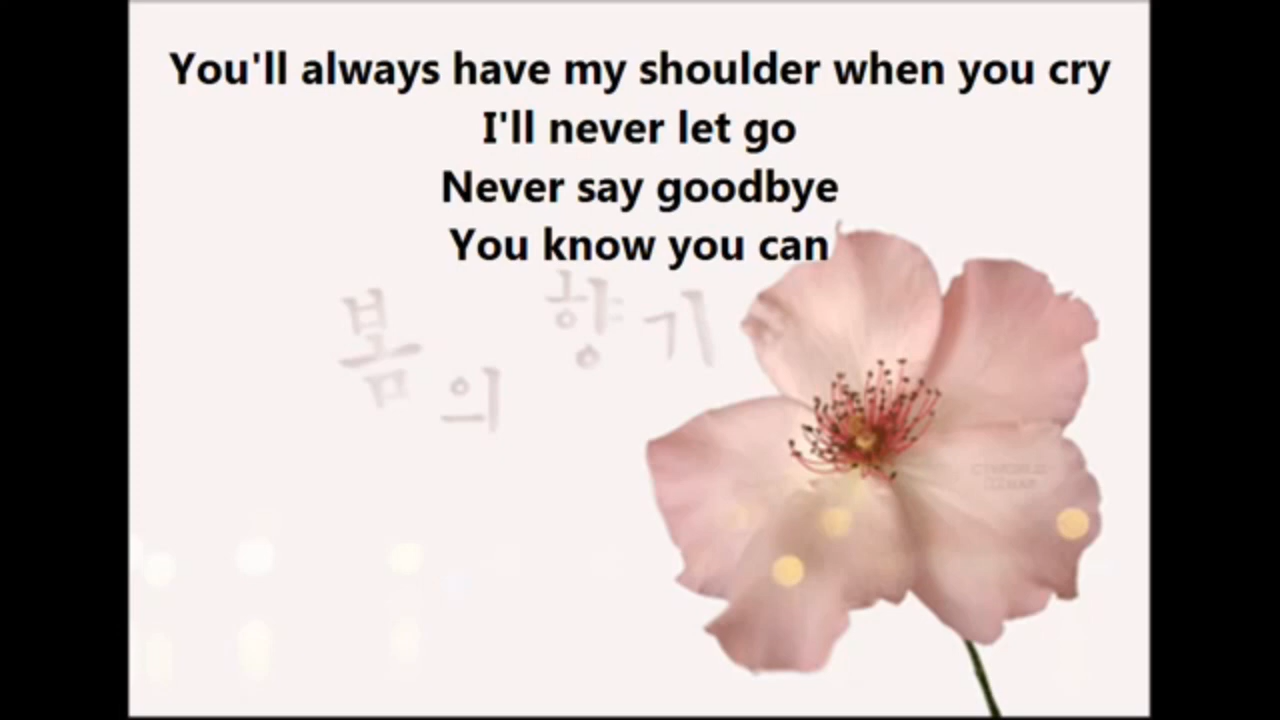 You'll always have my shoulder when you cry
I'll never let go
Never say goodbye
You know you can
봄의 향기